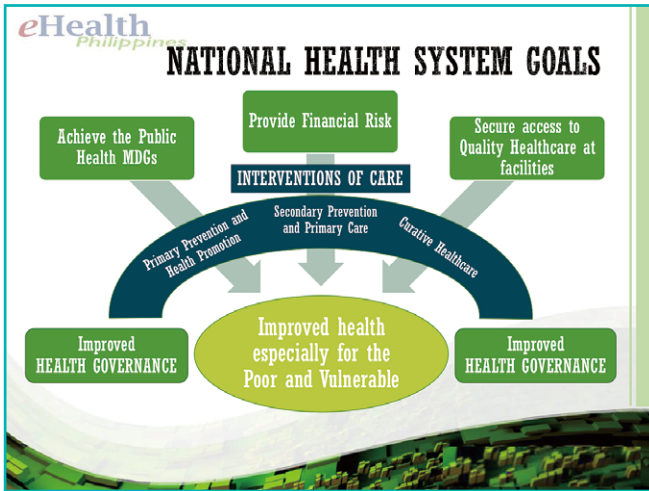 eHealth
Philippines
NATIONAL HEALTH SYSTEM GOALS
Achieve the Public
Health MDGs
Provide Financial Risk
Secure access to
Quality Healthcare at
facilities
INTERVENTIONS OF CARE
Primary Prevention and
Health Promotion
Secondary Prevention
and Primary Care
Curative Healthcare
Improved
HEALTH GOVERNANCE
Improved health
especially for the
Poor and Vulnerable
Improved
HEALTH GOVERNANCE